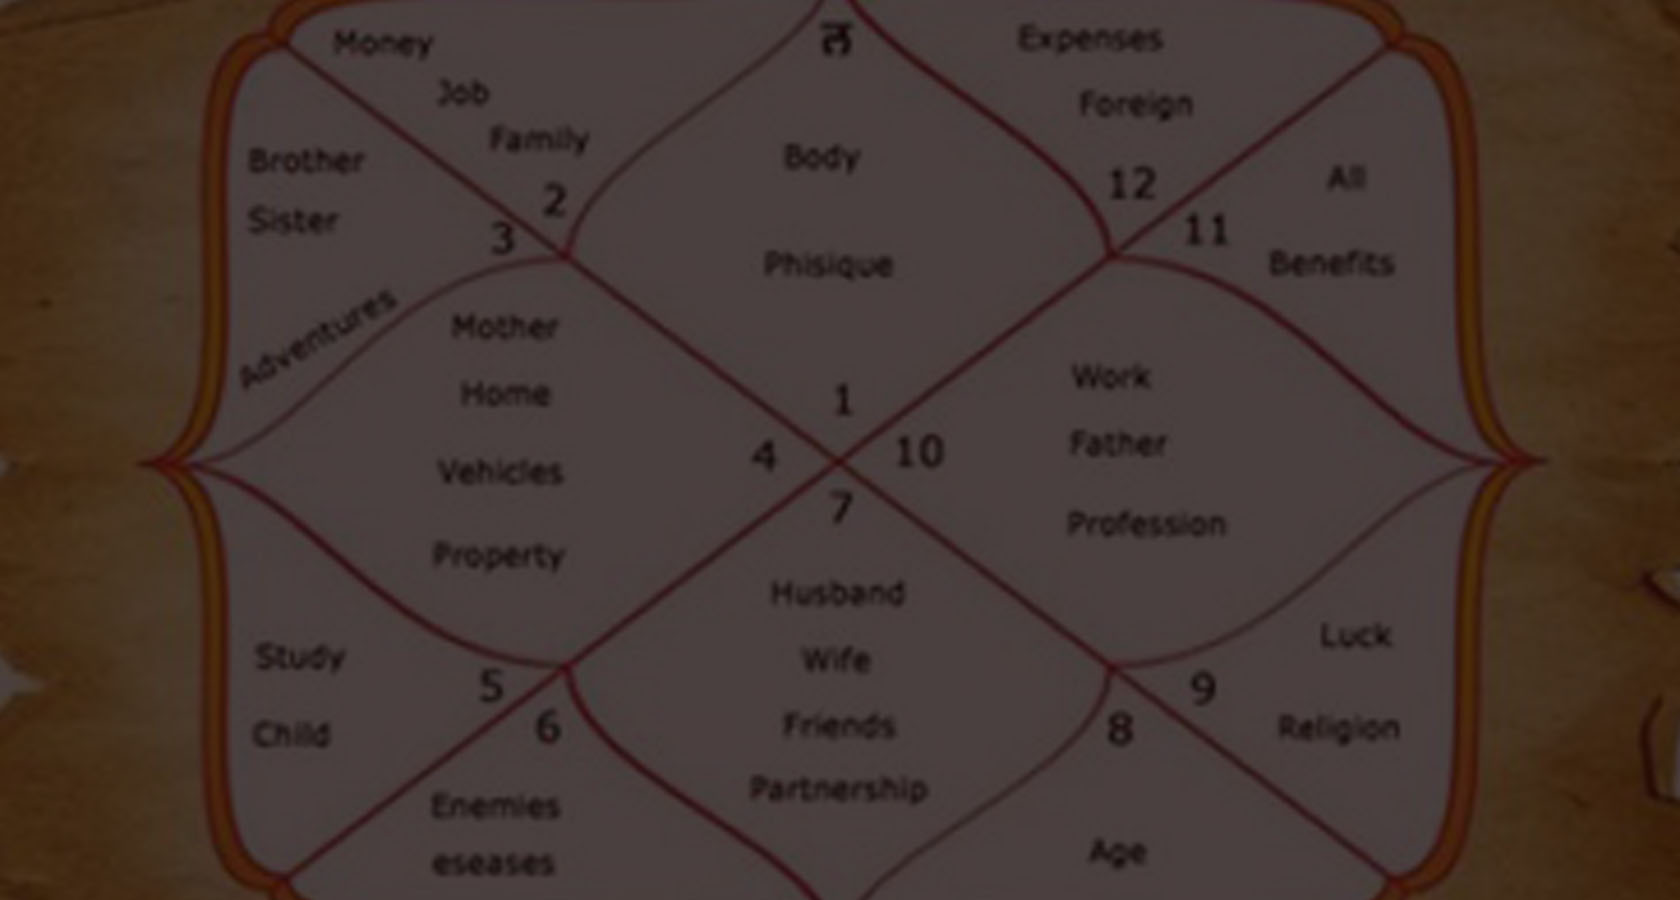 Money
Job
Family
2
ल
Body
Phisique
1
Expenses
Foreign
12
Brother
Sister
3
Adventures
11
All
Benefits
Mother
Home
4
Vehicles
Property
Work
10
Father
Profession
7
Husband
Wife
Friends
Partnership
Study
5
Child
6
Enemies
eseases
8
Age
Luck
9
Religion